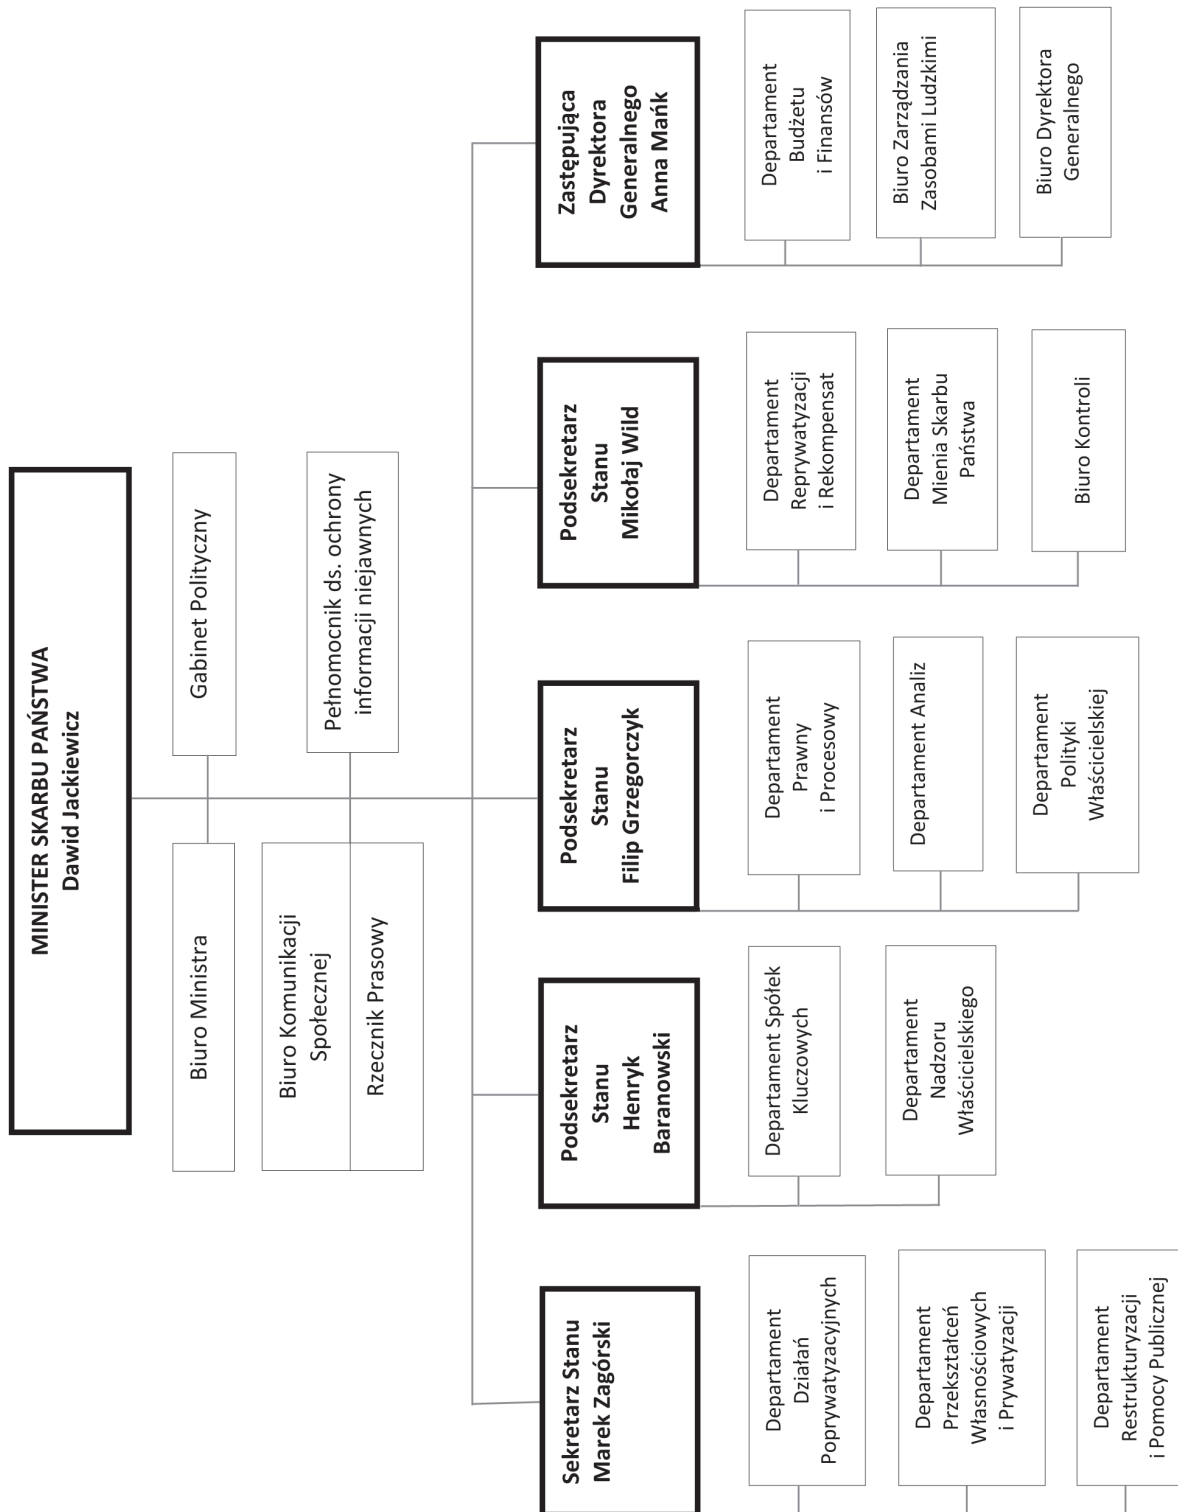 MINISTER SKARBU PAŃSTWA
Dawid Jackiewicz
Biuro Ministra
Gabinet Polityczny
Biuro Komunikacji
Społecznej
Rzecznik Prasowy
Pełnomocnik ds. ochrony
informacji niejawnych
Sekretarz Stanu
Marek Zagórski
Departament
Działań
Poprywatyzacyjnych
Departament
Przekształceń
Własnościowych
i Prywatyzacji
Departament
Restrukturyzacji
i Pomocy Publicznej
Podsekretarz
Stanu
Henryk
Baranowski
Departament Spółek
Kluczowych
Departament
Nadzoru
Właścicielskiego
Podsekretarz
Stanu
Filip Grzegorczyk
Departament
Prawny
i Procesowy
Departament Analiz
Departament
Polityki
Właścicielskiej
Podsekretarz
Stanu
Mikołaj Wild
Departament
Reprywatyzacji
i Rekompensat
Departament
Mienia Skarbu
Państwa
Biuro Kontroli
Zastępująca
Dyrektora
Generalnego
Anna Mańk
Departament
Budżetu
i Finansów
Biuro Zarządzania
Zasobami Ludzkimi
Biuro Dyrektora
Generalnego